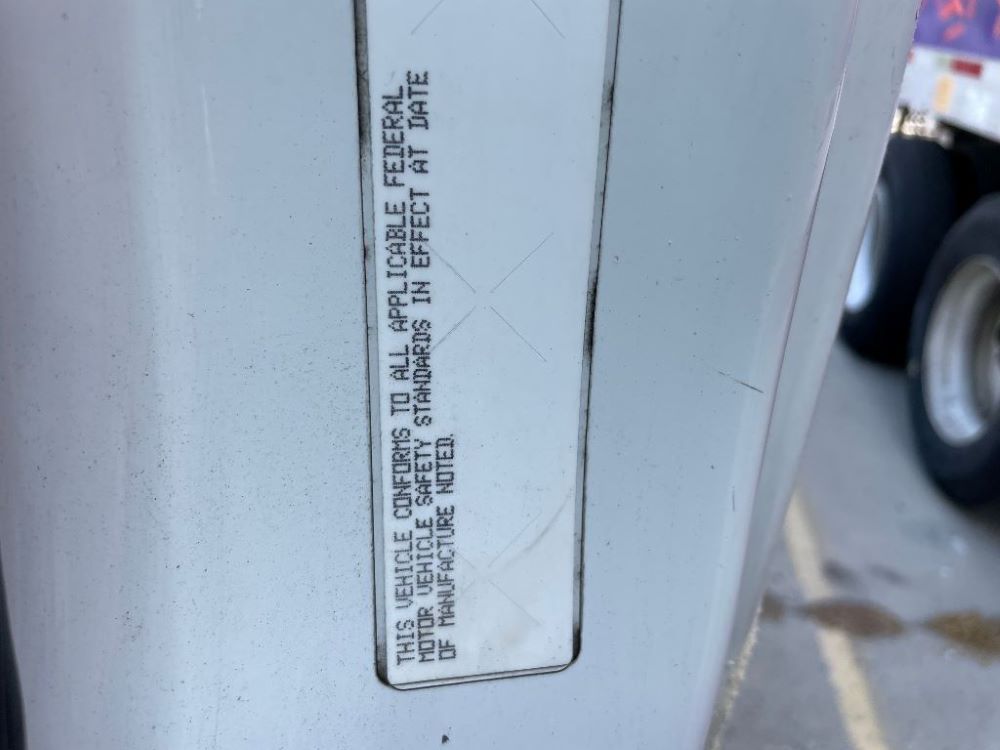 THIS VEHICLE CONFORMS TO ALL APPLICABLE FEDERAL
MOTOR VEHICLE SAFETY STANDARDS IN EFFECT AT DATE
OF MANUFACTURE NOTED.